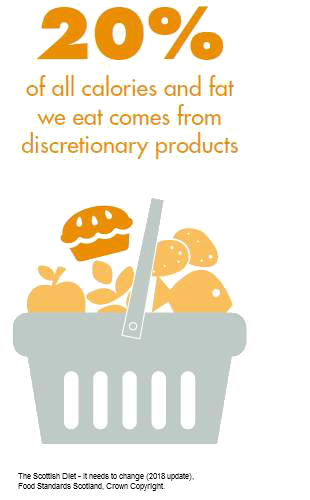 20%
of all calories and fat
we eat comes from
discretionary products
The Scottish Diet - It needs to change (2018 update),
Food Standards Scotland, Crown Copyright.